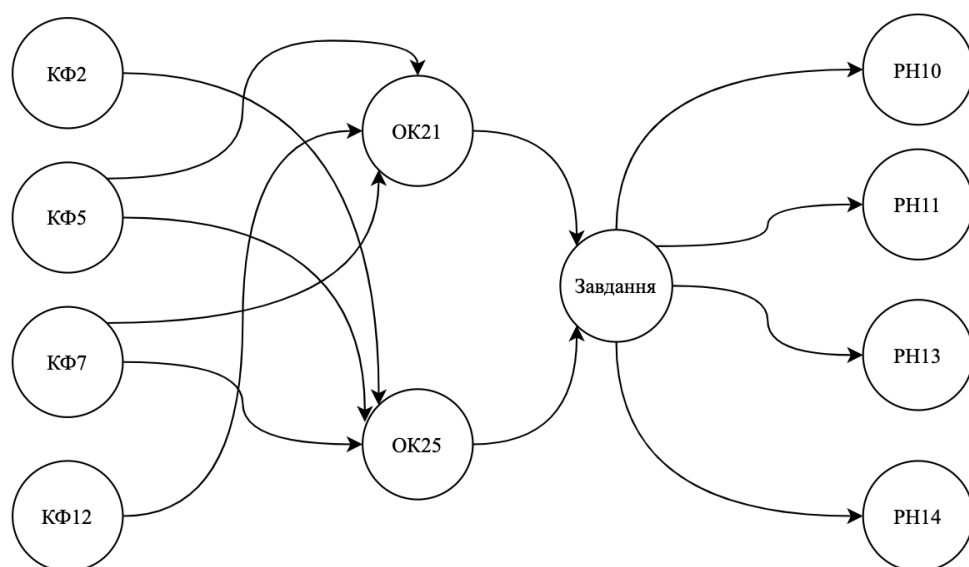 КФ2
КФ5
КФ7
КФ12
ОК21
ОК25
Завдання
РН10
РН11
РН13
РН14